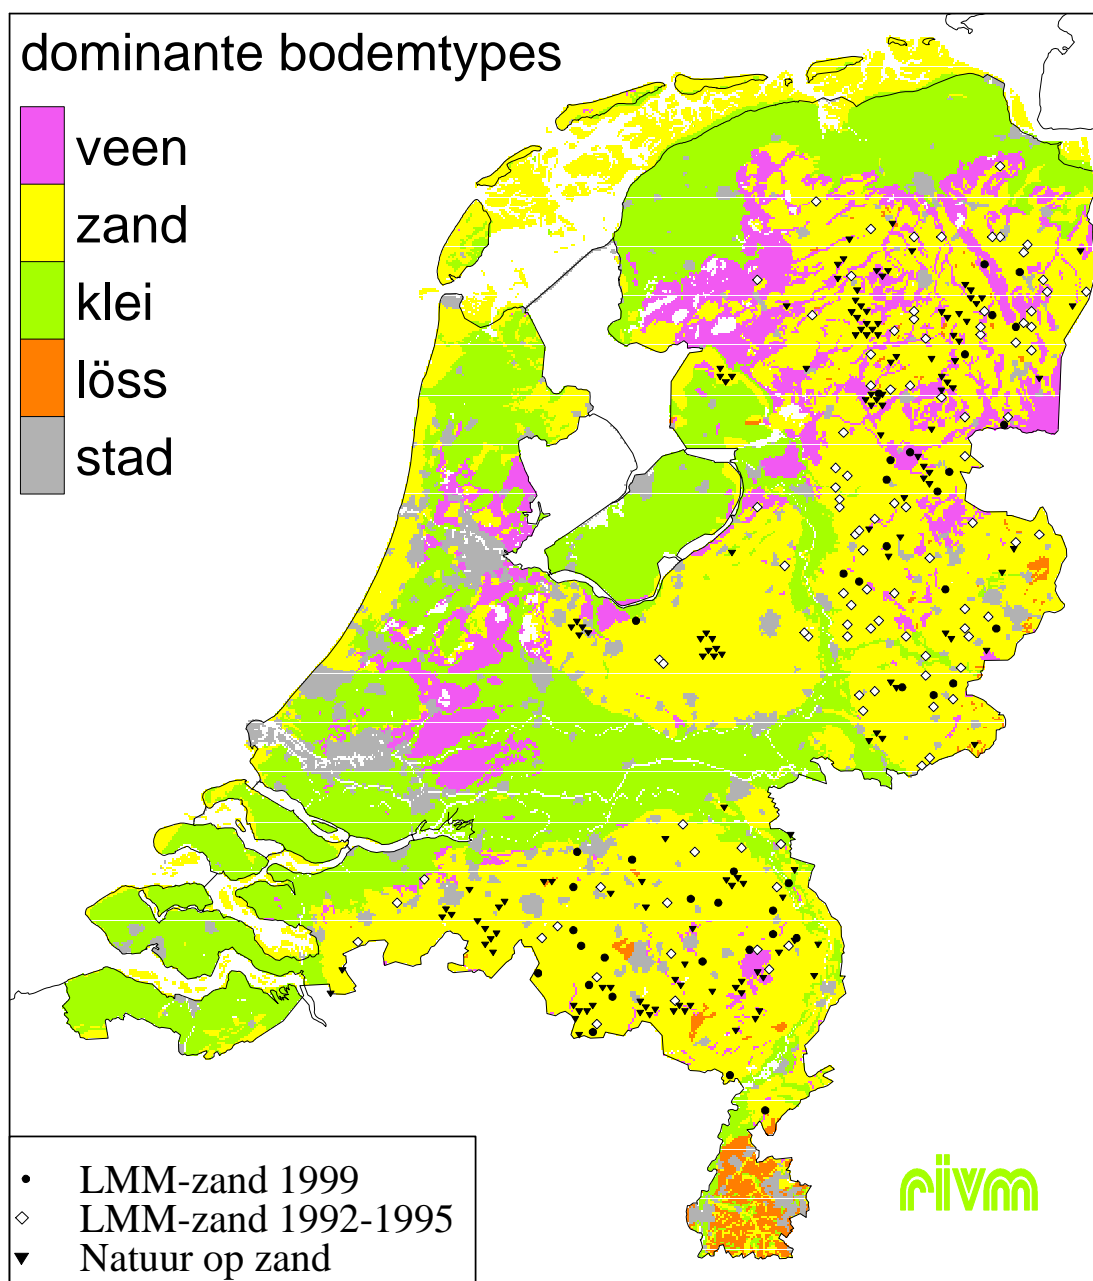 dominante bodemtypes
veen
zand
klei
löss
stad
LMM-zand 1999
LMM-zand 1992-1995
Natuur op zand
rivm